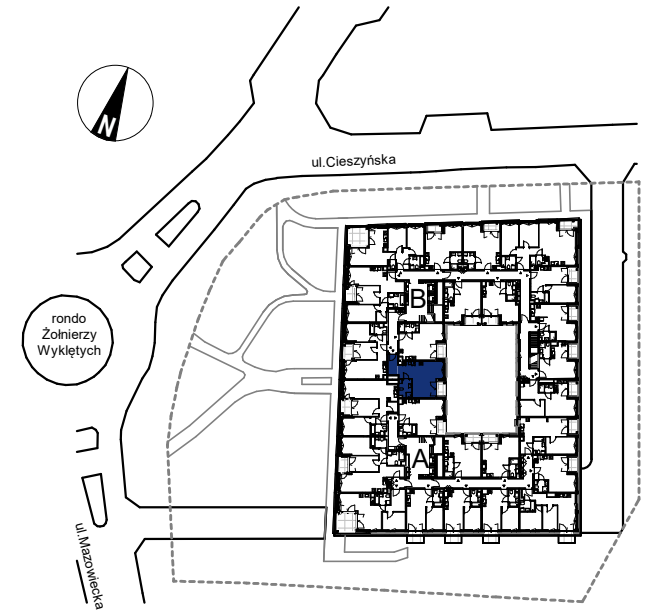 N
ul.Cieszyńska
rondo
Żołnierzy
Wyklętych
B
A
ul.Mazowiecka